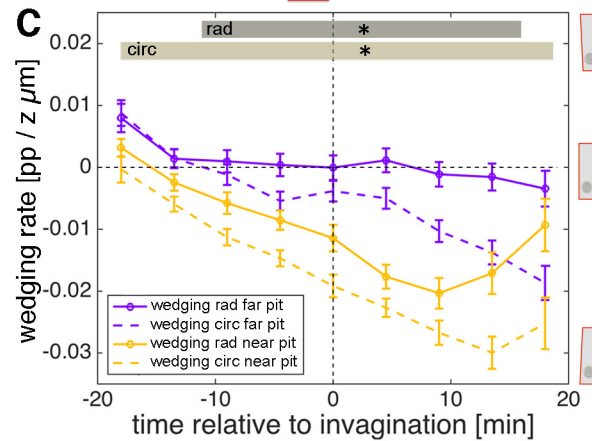 C
rad *
circ *
0.02
0.01
0
-0.01
-0.02
-0.03
wedging rate [pp / z µm]
wedging rad far pit
wedging circ far pit
wedging rad near pit
wedging circ near pit
-20 -10 0 10 20
time relative to invagination [min]